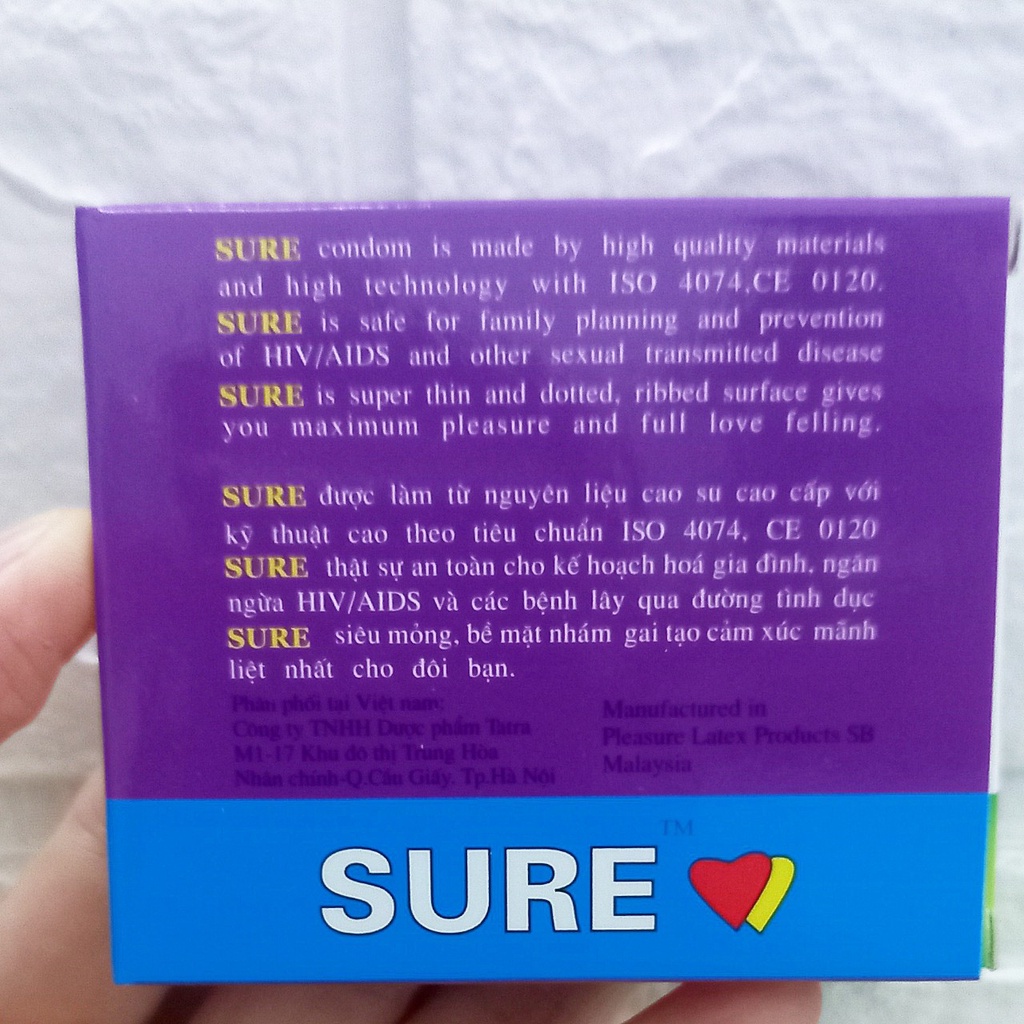 SURE condom is made by high quality materials
and high technology with ISO 4074,CE 0120.
SURE is safe for family planning and prevention
of HIV/AIDS and other sexual transmitted disease
SURE is super thin and dotted, ribbed surface gives
you maximum pleasure and full love felling.
SURE được làm từ nguyên liệu cao su cao cấp với
kỹ thuật cao theo tiêu chuẩn ISO 4074, CE 0120
SURE thật sự an toàn cho kế hoạch hoá gia đình, ngăn
ngừa HIV/AIDS và các bệnh lây qua đường tình dục
SURE siêu mỏng, bề mặt nhám gai tạo cảm xúc mãnh
liệt nhất cho đôi bạn.
Phân phối tại Việt nam:
Công ty TNHH Dược phẩm Tatra
M1-17 Khu đô thị Trung Hòa
Nhân chính-Q.Cầu Giấy. Tp.Hà Nội
Manufactured in
Pleasure Latex Products SB
Malaysia
SURE TM